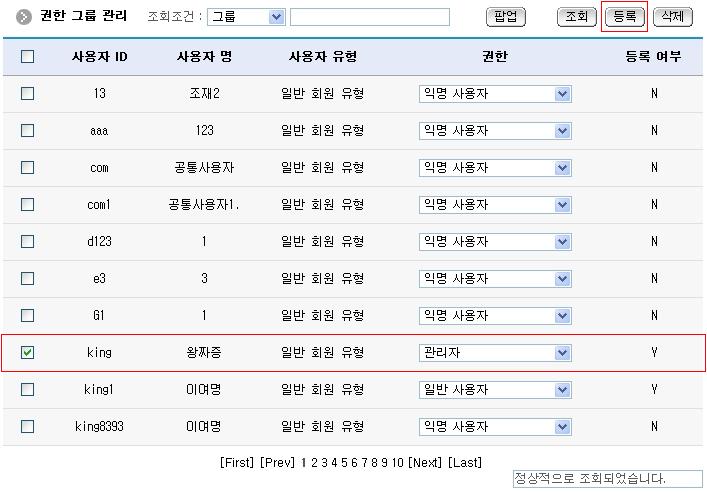 권한 그룹 관리 조회조건 : 그룹 팝업 조회 등록 삭제
사용자 ID 사용자 명 사용자 유형 권한 등록 여부
13 조재2 일반 회원 유형 익명 사용자 N
aaa 123 일반 회원 유형 익명 사용자 N
com 공통사용자 일반 회원 유형 익명 사용자 N
com1 공통사용자1. 일반 회원 유형 익명 사용자 N
d123 1 일반 회원 유형 익명 사용자 N
e3 3 일반 회원 유형 익명 사용자 N
G1 1 일반 회원 유형 익명 사용자 N
king 왕짜증 일반 회원 유형 관리자 Y
king1 이여명 일반 회원 유형 일반 사용자 Y
king8393 이여명 일반 회원 유형 익명 사용자 N
[First] [Prev] 1 2 3 4 5 6 7 8 9 10 [Next] [Last]
정상적으로 조회되었습니다.